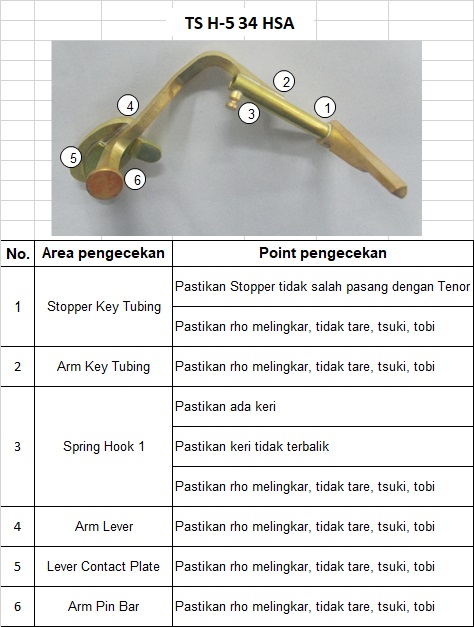 TS H-5 34 HSA
1
2
3
4
5
6
No. Area pengecekan Point pengecekan
1 Stopper Key Tubing Pastikan Stopper tidak salah pasang dengan Tenor
Pastikan rho melingkar, tidak tare, tsuki, tobi
2 Arm Key Tubing Pastikan rho melingkar, tidak tare, tsuki, tobi
3 Spring Hook 1 Pastikan ada keri
Pastikan keri tidak terbalik
Pastikan rho melingkar, tidak tare, tsuki, tobi
4 Arm Lever Pastikan rho melingkar, tidak tare, tsuki, tobi
5 Lever Contact Plate Pastikan rho melingkar, tidak tare, tsuki, tobi
6 Arm Pin Bar Pastikan rho melingkar, tidak tare, tsuki, tobi